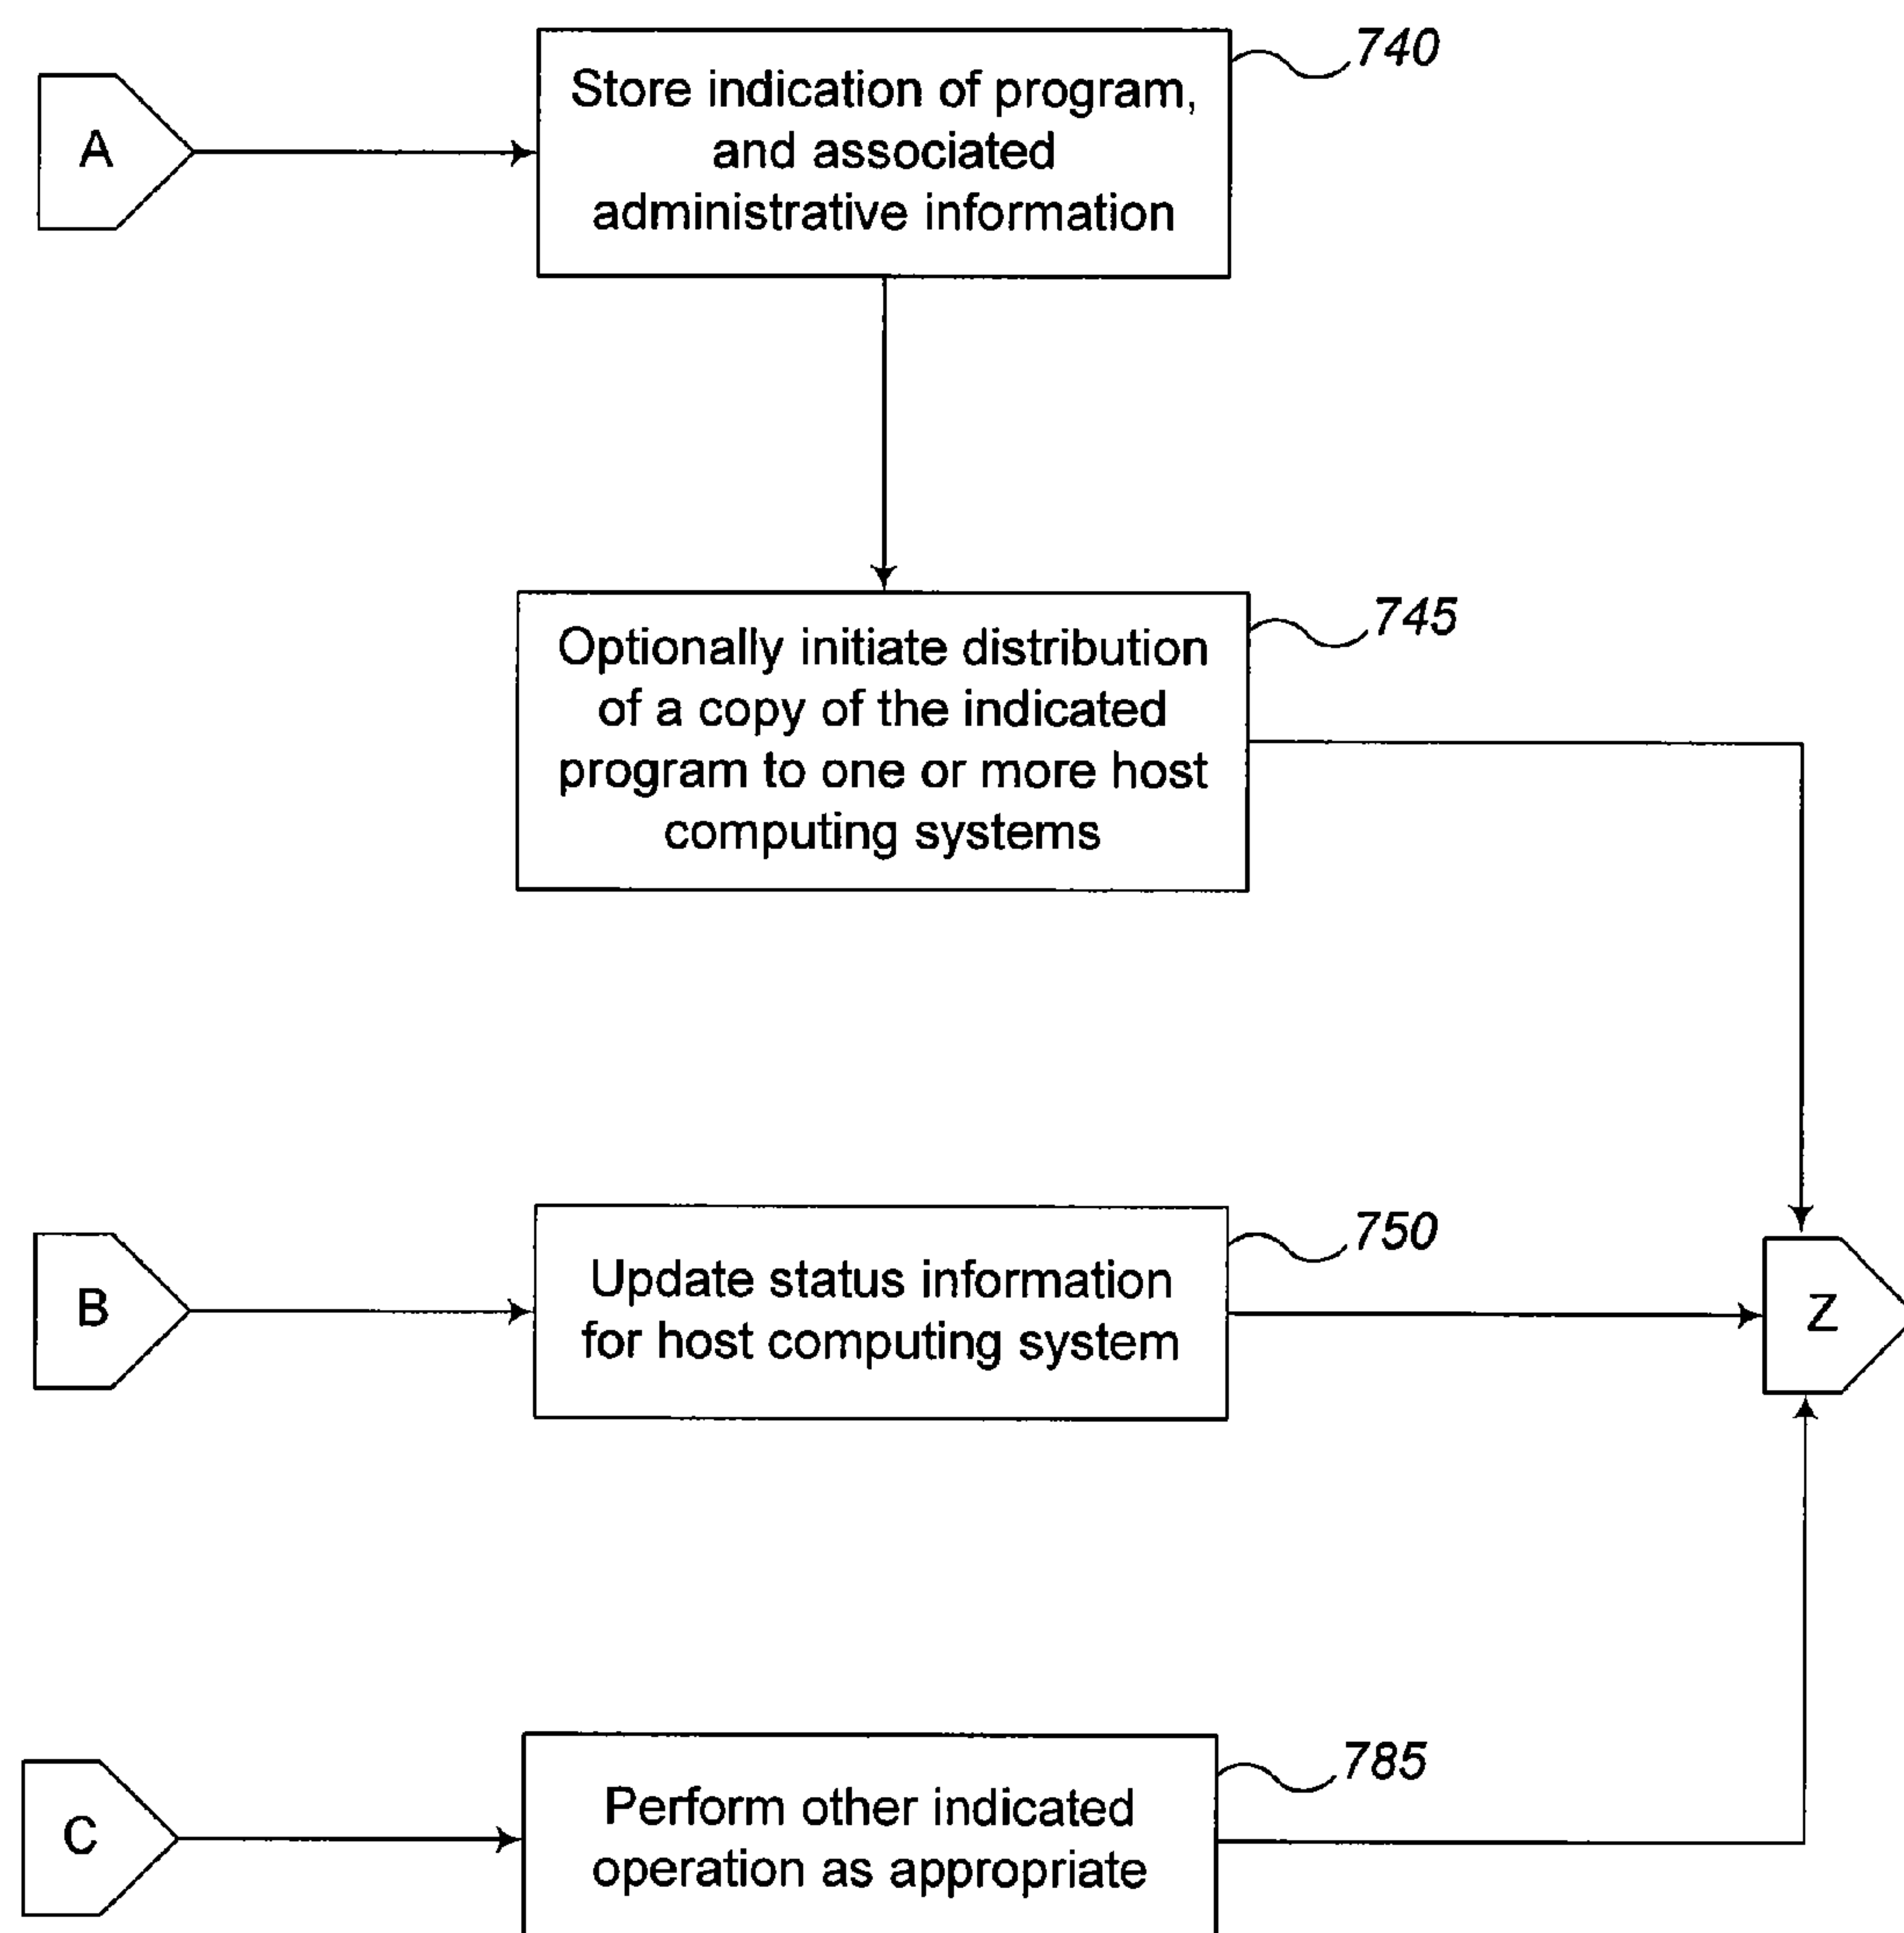 A
740
Store indication of program,
and associated
administrative information
745
Optionally initiate distribution
of a copy of the indicated
program to one or more host
computing systems
B
750
Update status information
for host computing system
Z
C
785
Perform other indicated
operation as appropriate